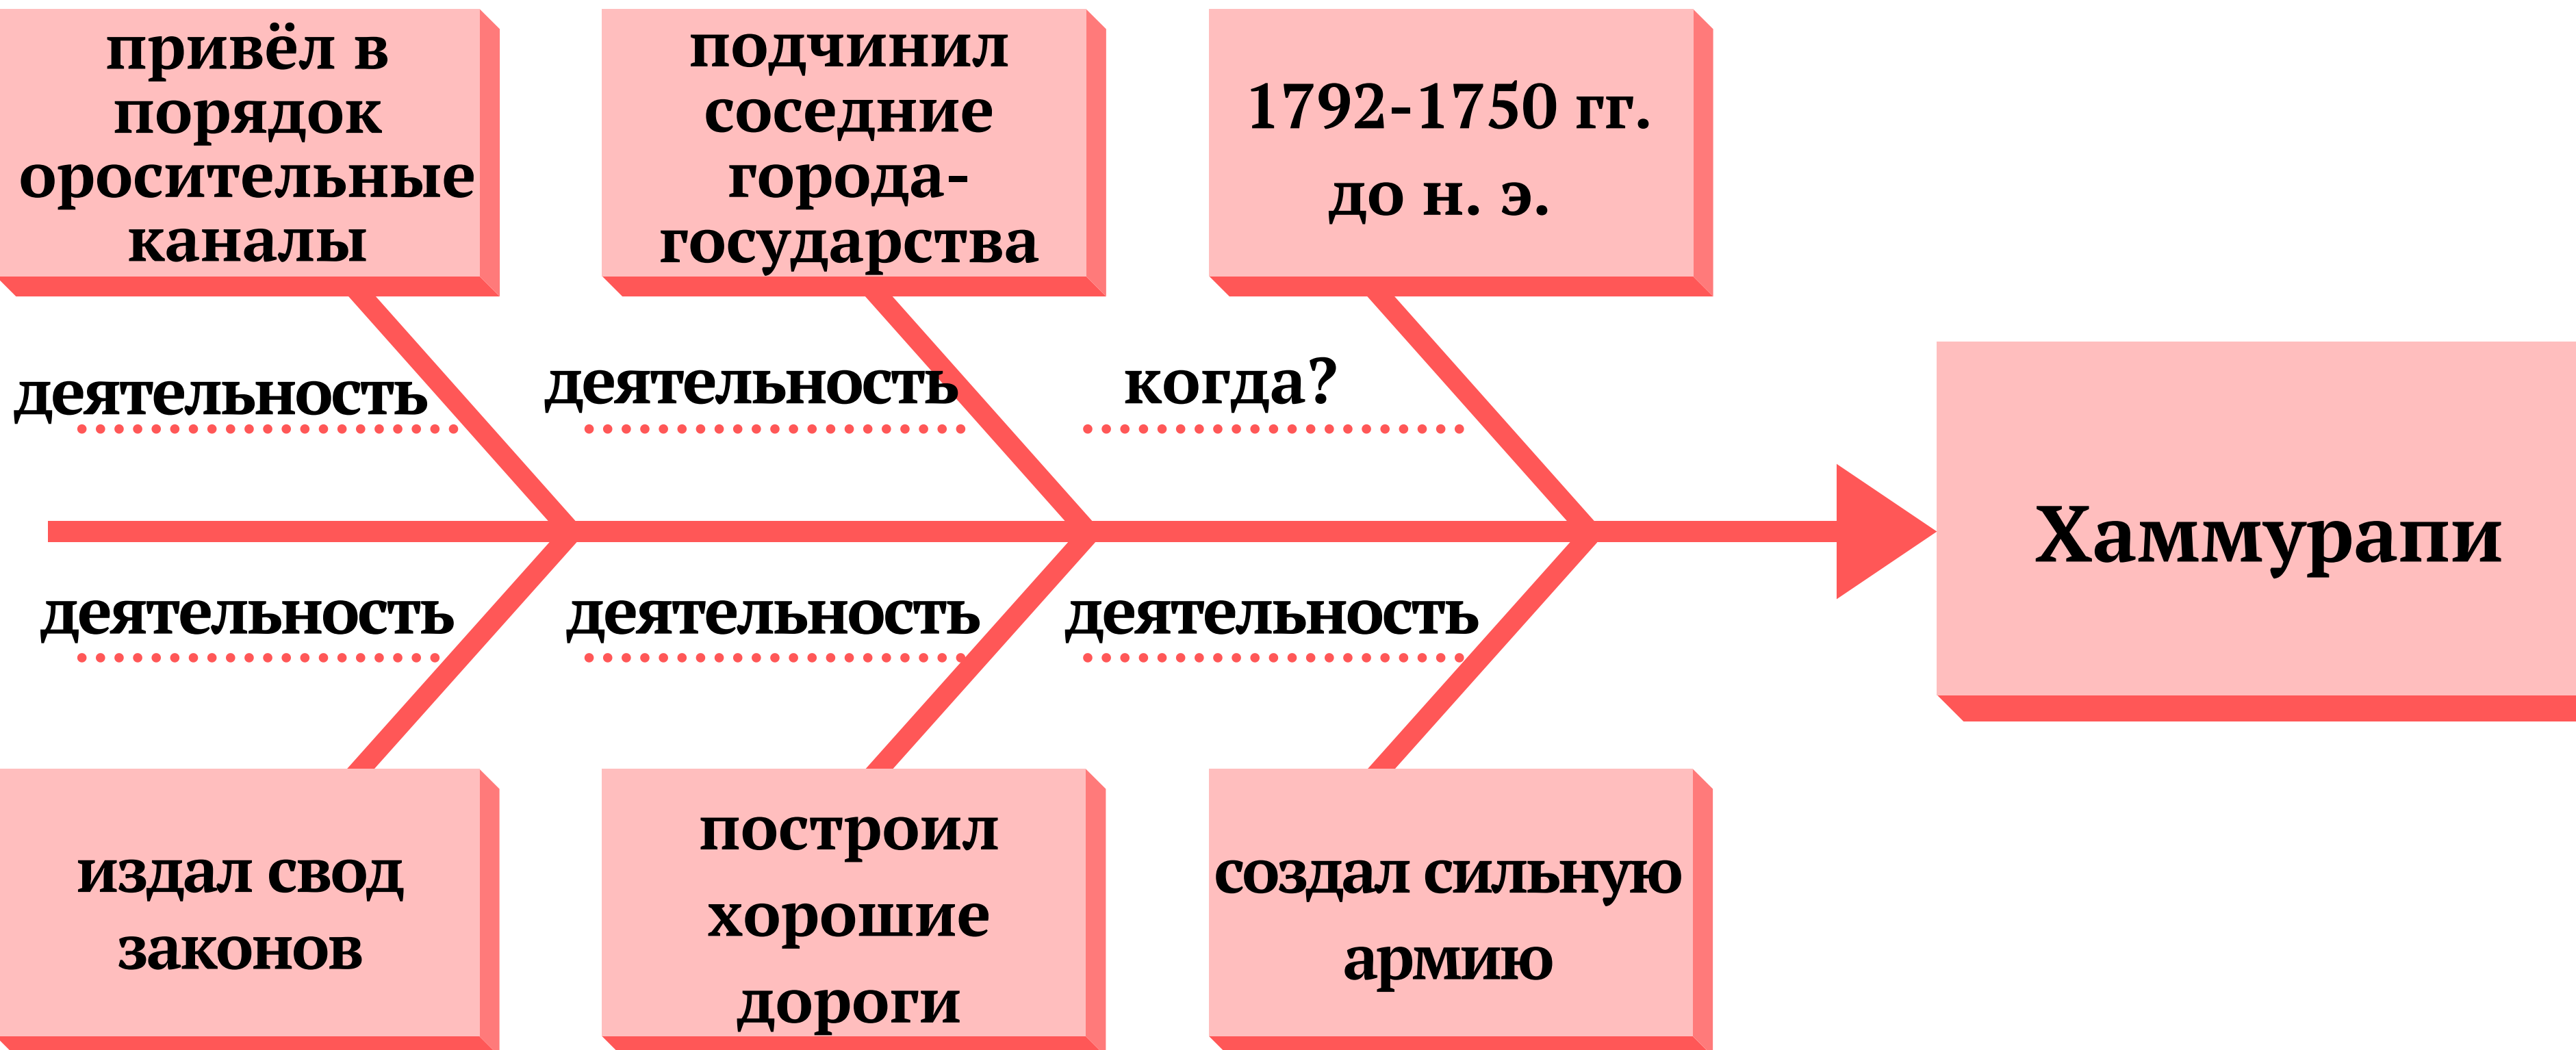 привёл в
порядок
оросительные
каналы
подчинил
соседние
города-
государства
1792-1750 гг.
до н. э.
деятельность
деятельность
когда?
Хаммурапи
деятельность
деятельность
деятельность
издал свод
законов
построил
хорошие
дороги
создал сильную
армию